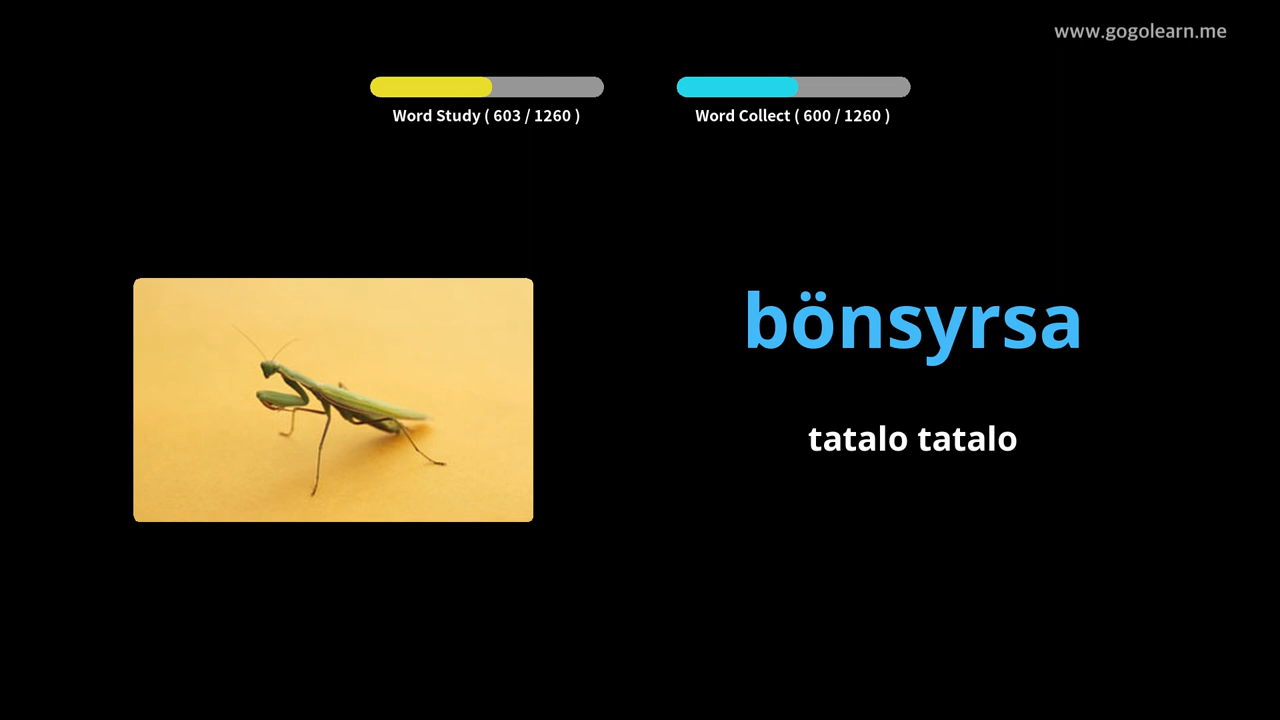 www.gogolearn.me
Word Study ( 603 / 1260 )
Word Collect ( 600 / 1260 )
bönsyrsa
tatalo tatalo